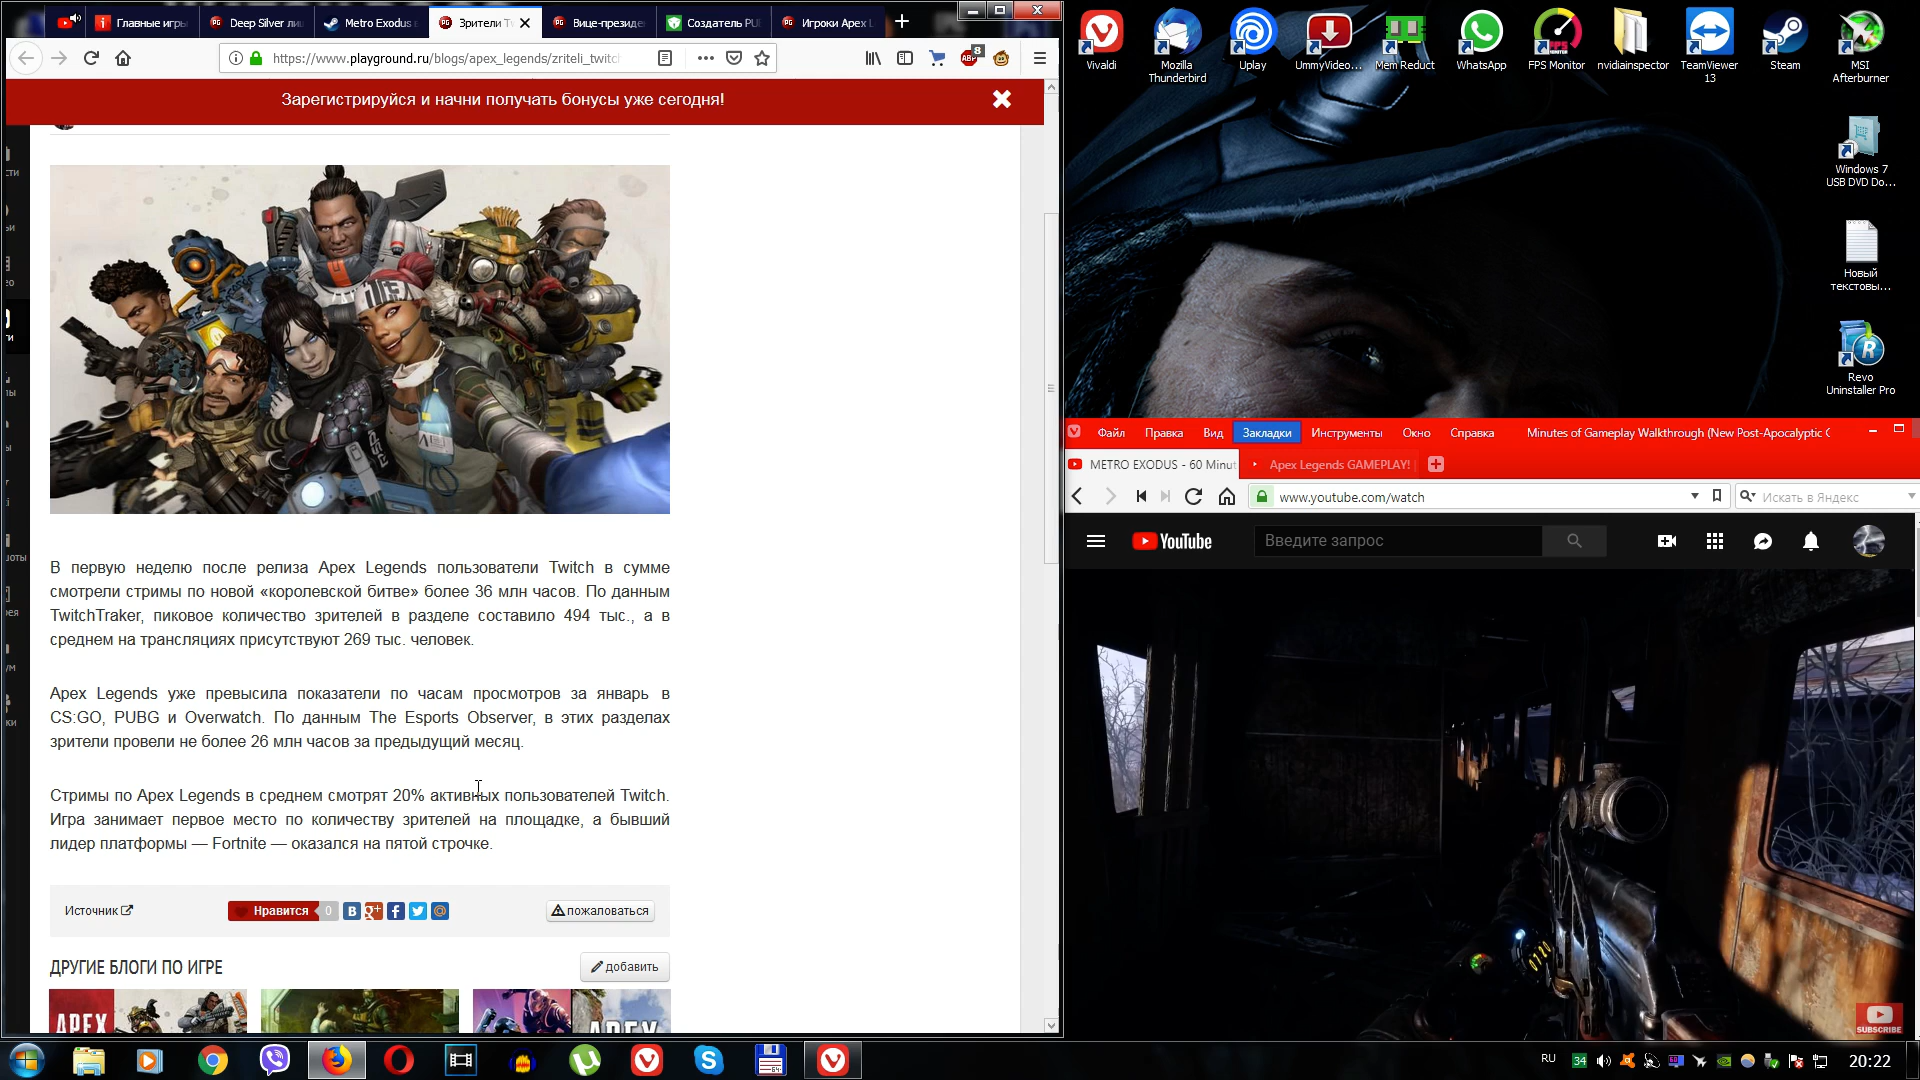 Главные игры
Deep Silver ли
Metro Exodus
Зрители Tw
Вице-президе
Создатель PU
Игроки Apex L
https://www.playground.ru/blogs/apex_legends/zriteli_twitc
ABP
8
Зарегистрируйся и начни получать бонусы уже сегодня!
В первую неделю после релиза Apex Legends пользователи Twitch в сумме
смотрели стримы по новой «королевской битве» более 36 млн часов. По данным
TwitchTraker, пиковое количество зрителей в разделе составило 494 тыс., а в
среднем на трансляциях присутствуют 269 тыс. человек.
Apex Legends уже превысила показатели по часам просмотров за январь в
CS:GO, PUBG и Overwatch. По данным The Esports Observer, в этих разделах
зрители провели не более 26 млн часов за предыдущий месяц.
Стримы по Apex Legends в среднем смотрят 20% активных пользователей Twitch.
Игра занимает первое место по количеству зрителей на площадке, а бывший
лидер платформы — Fortnite — оказался на пятой строчке.
Источник
Нравится
0
пожаловаться
ДРУГИЕ БЛОГИ ПО ИГРЕ
добавить
APEX
APEX
Vivaldi
Mozilla
Thunderbird
Uplay
UmmyVideo...
Mem Reduct
WhatsApp
FPS Monitor
nvidiainspector
TeamViewer
13
Steam
MSI
Afterburner
Windows 7
USB DVD Do...
Новый
текстовы...
Revo
Uninstaller Pro
Файл
Правка
Вид
Закладки
Инструменты
Окно
Справка
Minutes of Gameplay Walkthrough (New Post-Apocalyptic G
METRO EXODUS - 60 Minut
Apex Legends GAMEPLAY!
www.youtube.com/watch
Искать в Яндекс
YouTube
Введите запрос
SUBSCRIBE
RU
34
20:22